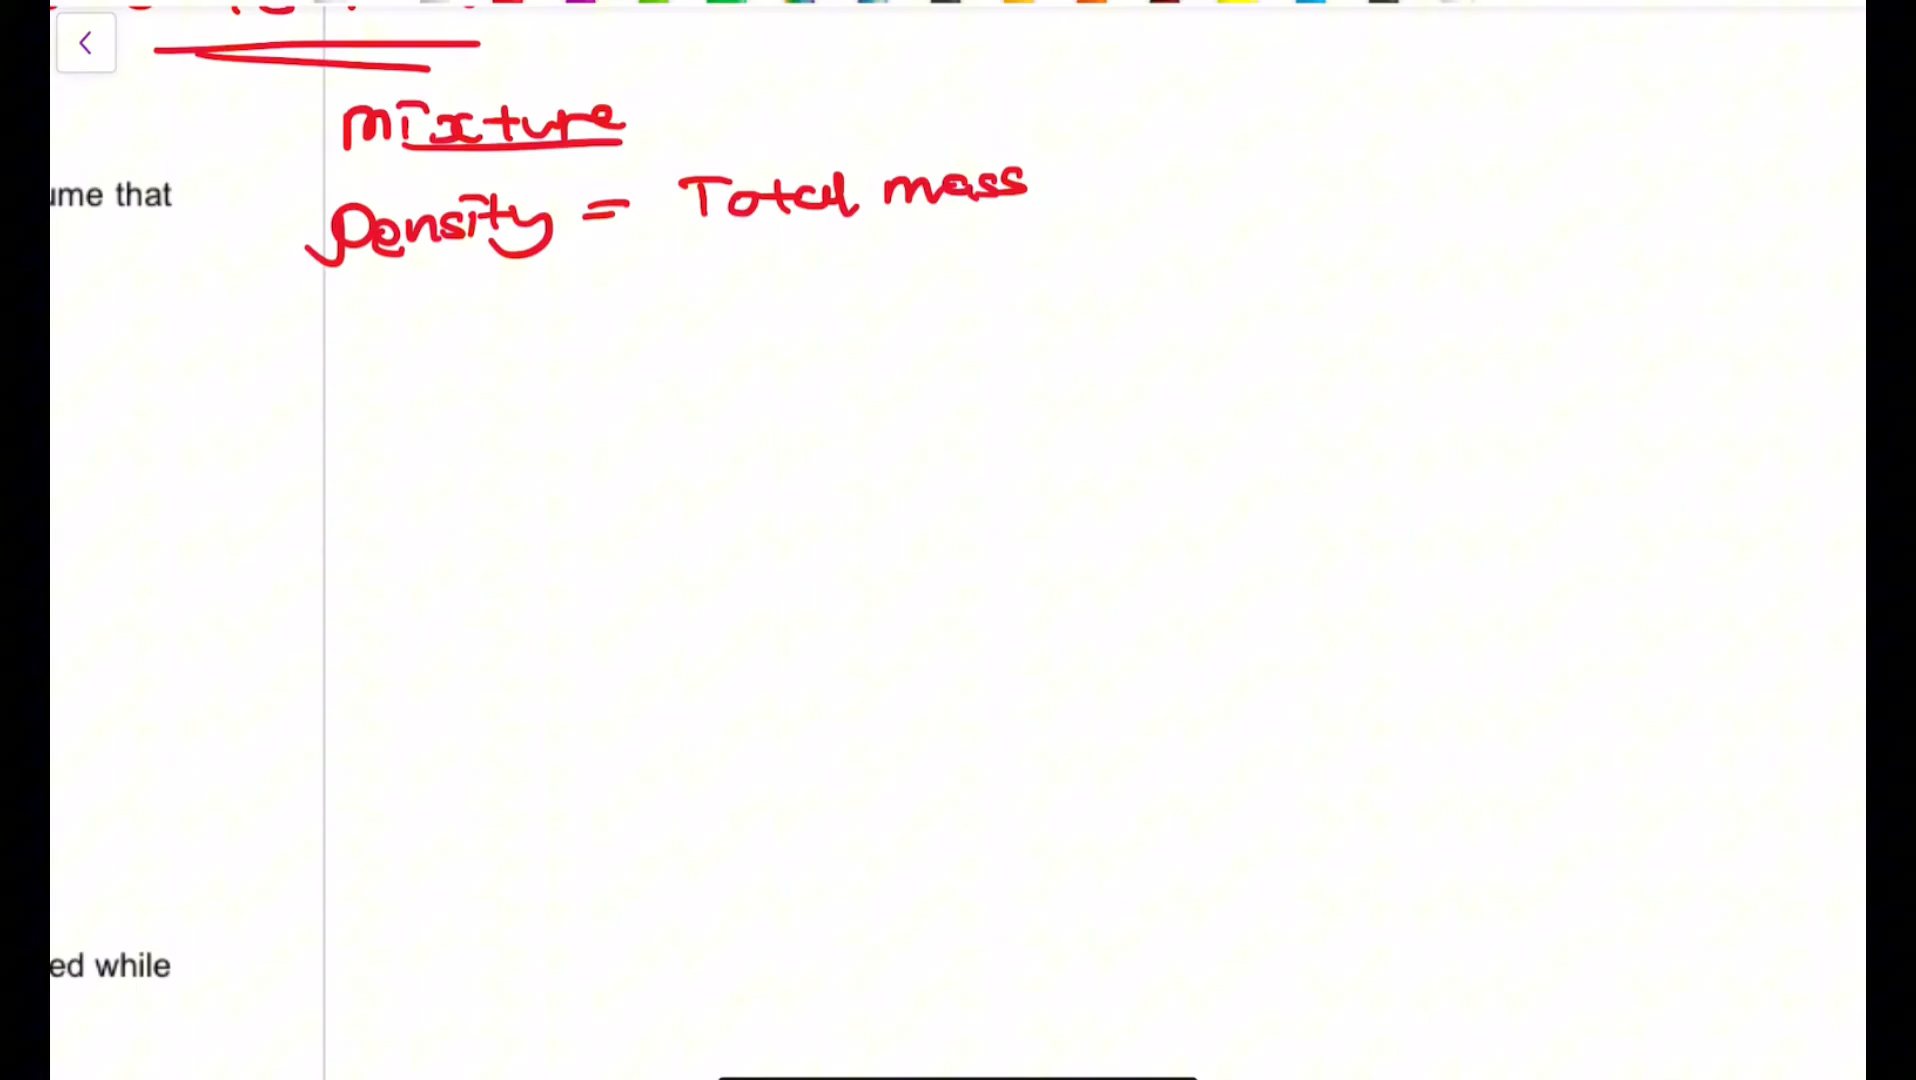 mixture
ume that
Density = Total mass
ed while